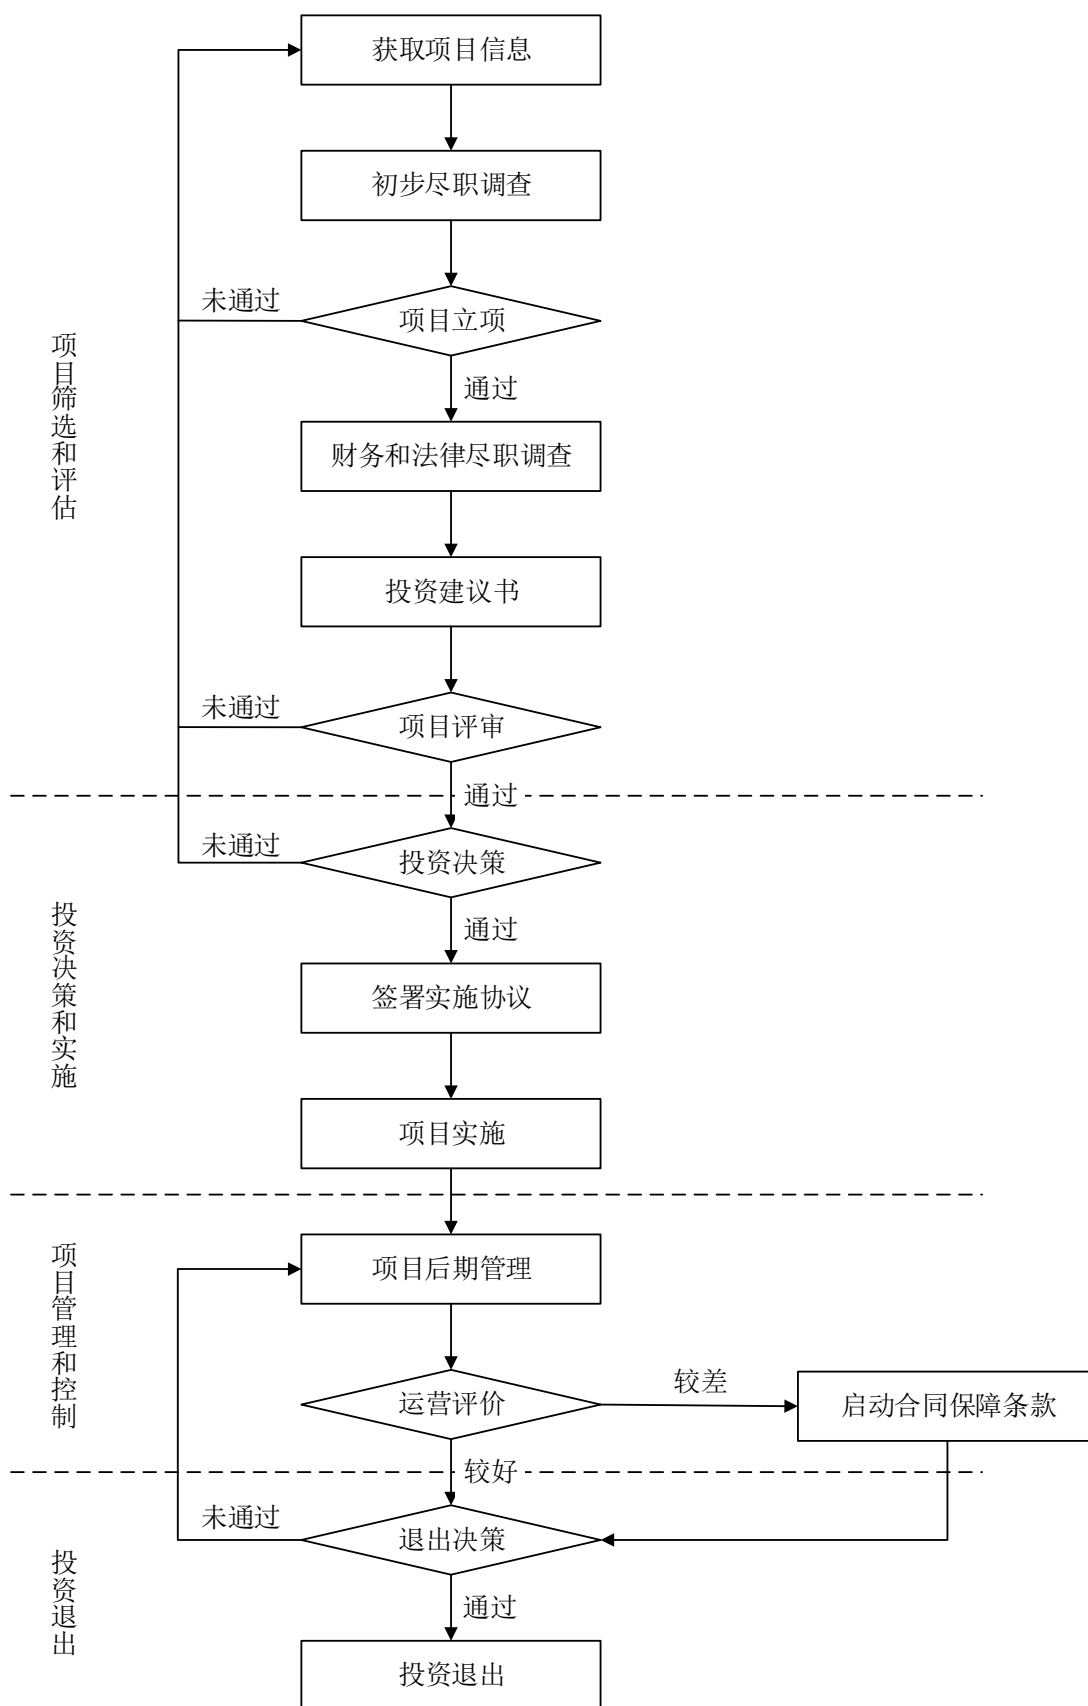 获取项目信息
初步尽职调查
未通过
项目立项
通过
项目筛选和评估
财务和法律尽职调查
投资建议书
未通过
项目评审
通过
未通过
投资决策
通过
投资决策和实施
签署实施协议
项目实施
项目后期管理
项目管理和控制
运营评价
较差
启动合同保障条款
较好
未通过
退出决策
通过
投资退出
投资退出